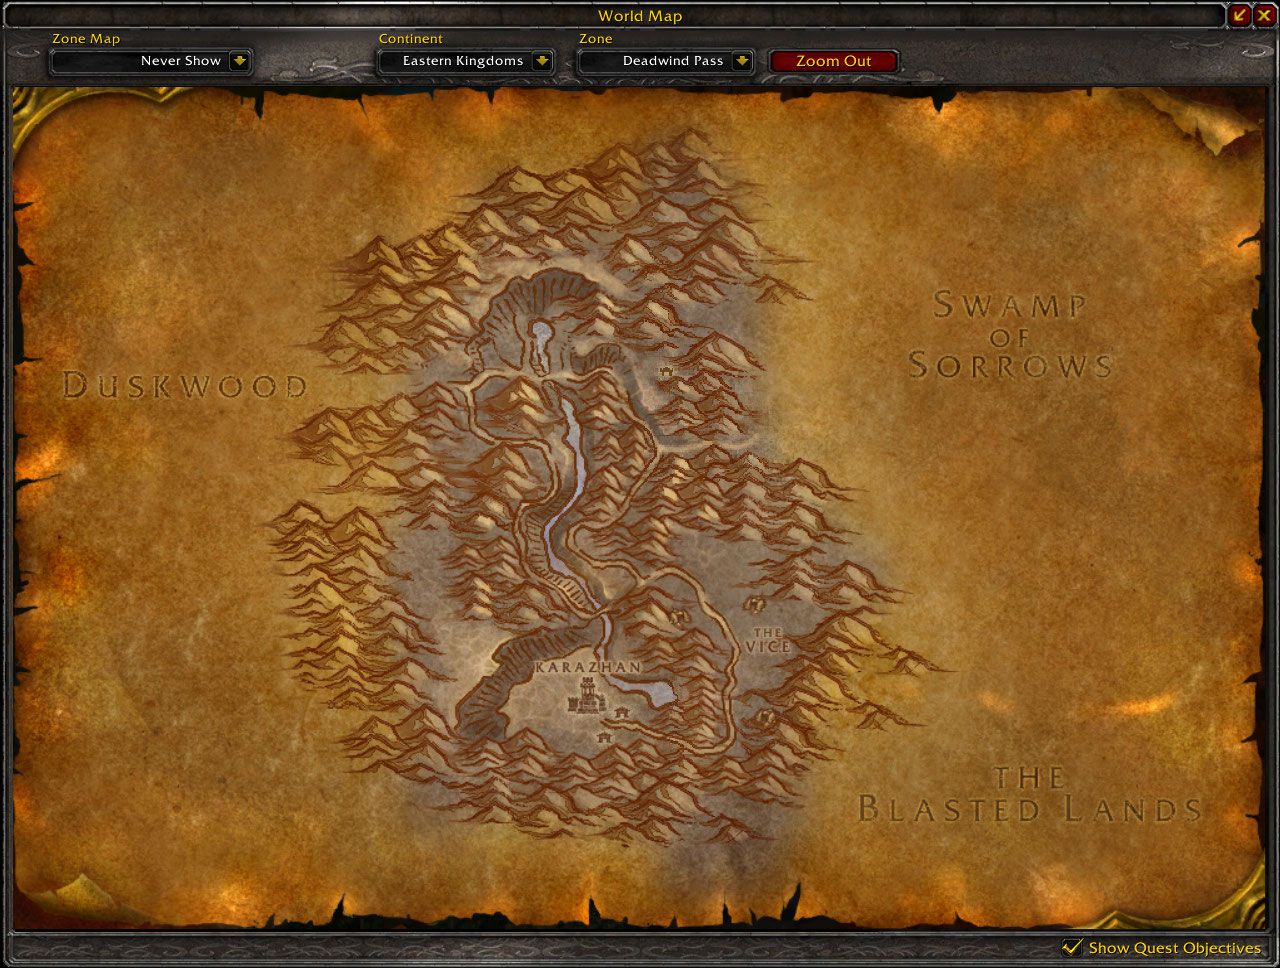 World Map
Zone Map
Continent
Zone
Never Show
Eastern Kingdoms
Deadwind Pass
Zoom Out
SWAMP
OF
SORROWS
DUSKWOOD
THE
VICE
KARAZHAN
THE
BLASTED LANDS
Show Quest Objectives